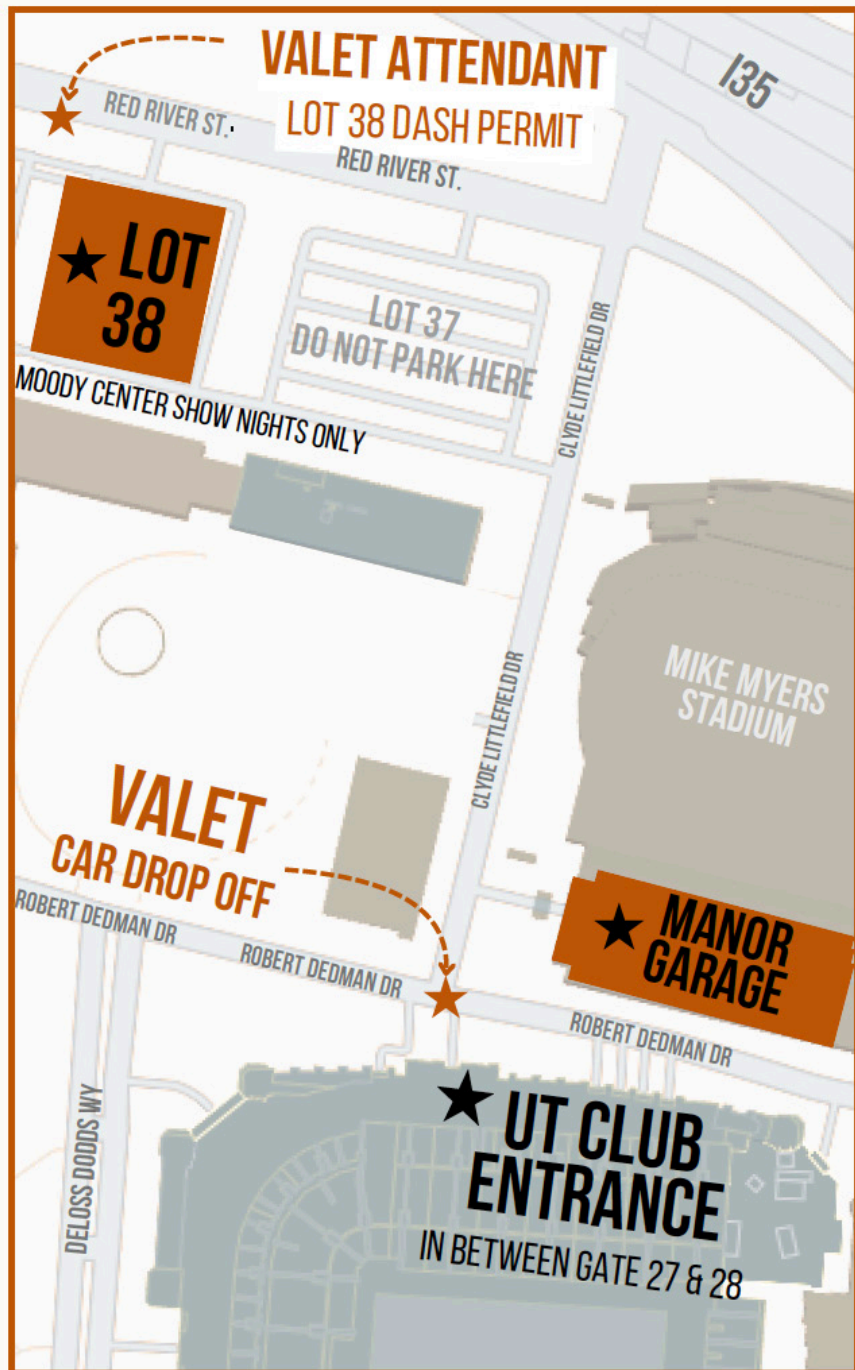 VALET ATTENDANT
LOT 38 DASH PERMIT
I35
RED RIVER ST.
RED RIVER ST.
★ LOT
38
LOT 37
DO NOT PARK HERE
MOODY CENTER SHOW NIGHTS ONLY
CLYDE LITTLEFIELD DR
MIKE MYERS
STADIUM
CLYDE LITTLEFIELD DR
VALET
CAR DROP OFF
★ MANOR
GARAGE
ROBERT DEDMAN DR
ROBERT DEDMAN DR
ROBERT DEDMAN DR
DELOSS DODDS WY
★ UT CLUB
ENTRANCE
IN BETWEEN GATE 27 & 28